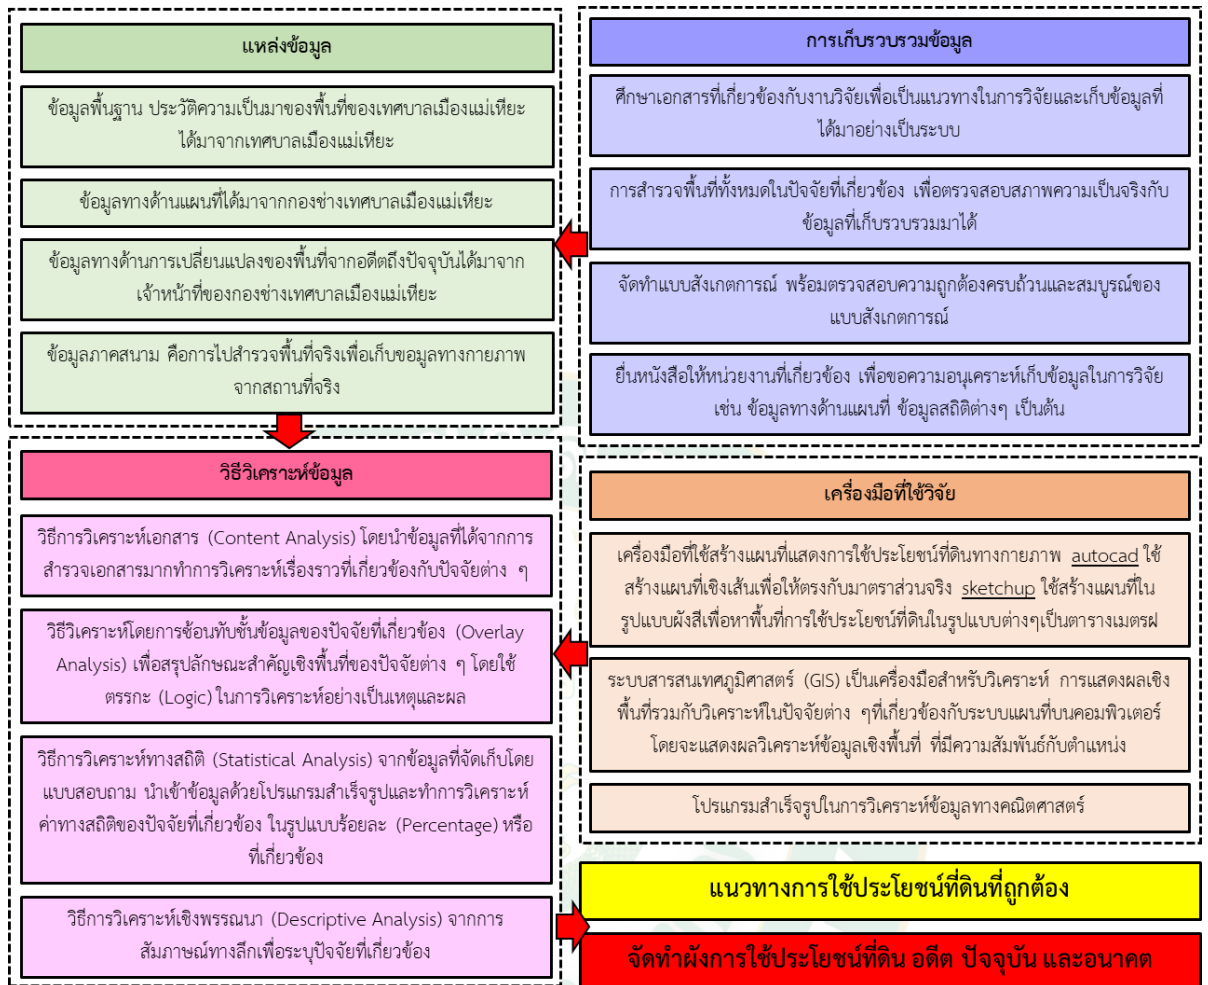 แหล่งข้อมูล
ข้อมูลพื้นฐาน ประวัติความเป็นมาของพื้นที่ของเทศบาลเมืองแม่เหียะ
ได้มาจากเทศบาลเมืองแม่เหียะ
ข้อมูลทางด้านแผนที่ได้มาจากกองช่างเทศบาลเมืองแม่เหียะ
ข้อมูลทางด้านการเปลี่ยนแปลงของพื้นที่จากอดีตถึงปัจจุบันได้มาจาก
เจ้าหน้าที่ของกองช่างเทศบาลเมืองแม่เหียะ
ข้อมูลภาคสนาม คือการไปสำรวจพื้นที่จริงเพื่อเก็บขอมูลทางกายภาพ
จากสถานที่จริง
การเก็บรวบรวมข้อมูล
ศึกษาเอกสารที่เกี่ยวข้องกับงานวิจัยเพื่อเป็นแนวทางในการวิจัยและเก็บข้อมูลที่
ได้มาอย่างเป็นระบบ
การสำรวจพื้นที่ทั้งหมดในปัจจัยที่เกี่ยวข้อง เพื่อตรวจสอบสภาพความเป็นจริงกับ
ข้อมูลที่เก็บรวบรวมมาได้
จัดทำแบบสังเกตการณ์ พร้อมตรวจสอบความถูกต้องครบถ้วนและสมบูรณ์ของ
แบบสังเกตการณ์
ยื่นหนังสือให้หน่วยงานที่เกี่ยวข้อง เพื่อขอความอนุเคราะห์เก็บข้อมูลในการวิจัย
เช่น ข้อมูลทางด้านแผนที่ ข้อมูลสถิติต่างๆ เป็นต้น
วิธีวิเคราะห์ข้อมูล
วิธีการวิเคราะห์เอกสาร (Content Analysis) โดยนำข้อมูลที่ได้จากการ
สำรวจเอกสารมากทำการวิเคราะห์เรื่องราวที่เกี่ยวข้องกับปัจจัยต่าง ๆ
วิธีวิเคราะห์โดยการซ้อนทับชั้นข้อมูลของปัจจัยที่เกี่ยวข้อง (Overlay
Analysis) เพื่อสรุปลักษณะสำคัญเชิงพื้นที่ของปัจจัยต่าง ๆ โดยใช้
ตรรกะ (Logic) ในการวิเคราะห์อย่างเป็นเหตุและผล
วิธีการวิเคราะห์ทางสถิติ (Statistical Analysis) จากข้อมูลที่จัดเก็บโดย
แบบสอบถาม นำเข้าข้อมูลด้วยโปรแกรมสำเร็จรูปและทำการวิเคราะห์
ค่าทางสถิติของปัจจัยที่เกี่ยวข้อง ในรูปแบบร้อยละ (Percentage) หรือ
ที่เกี่ยวข้อง
วิธีการวิเคราะห์เชิงพรรณนา (Descriptive Analysis) จากการ
สัมภาษณ์ทางลึกเพื่อระบุปัจจัยที่เกี่ยวข้อง
เครื่องมือที่ใช้วิจัย
เครื่องมือที่ใช้สร้างแผนที่แสดงการใช้ประโยชน์ที่ดินทางกายภาพ autocad ใช้
สร้างแผนที่เชิงเส้นเพื่อให้ตรงกับมาตราส่วนจริง sketchup ใช้สร้างแผนที่ใน
รูปแบบผังสีเพื่อหาพื้นที่การใช้ประโยชน์ที่ดินในรูปแบบต่างๆเป็นตารางเมตรฝ
ระบบสารสนเทศภูมิศาสตร์ (GIS) เป็นเครื่องมือสำหรับวิเคราะห์ การแสดงผลเชิง
พื้นที่รวมกับวิเคราะห์ในปัจจัยต่าง ๆที่เกี่ยวข้องกับระบบแผนที่บนคอมพิวเตอร์
โดยจะแสดงผลวิเคราะห์ข้อมูลเชิงพื้นที่ ที่มีความสัมพันธ์กับตำแหน่ง
โปรแกรมสำเร็จรูปในการวิเคราะห์ข้อมูลทางคณิตศาสตร์
แนวทางการใช้ประโยชน์ที่ดินที่ถูกต้อง
จัดทำผังการใช้ประโยชน์ที่ดิน อดีต ปัจจุบัน และอนาคต